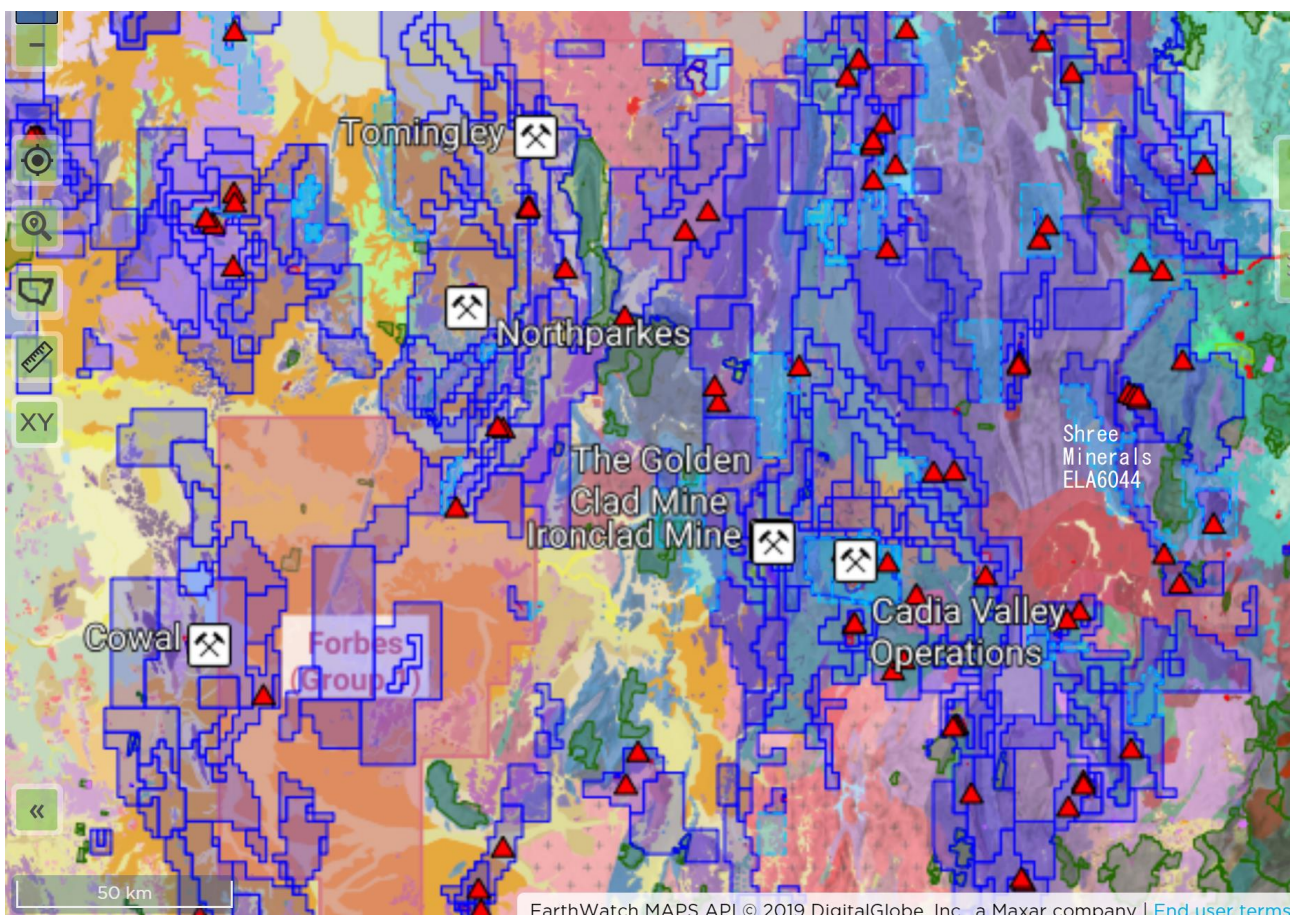 Tomingley
Northparkes
XY
Shree
Minerals
ELA6044
The Golden
Clad Mine
Ironclad Mine
Cadia Valley
Operations
Cowal
Forbes
(Group 1)
«
50 km
EarthWatch MAPS API © 2019 DigitalGlobe, Inc., a Maxar company | End user terms